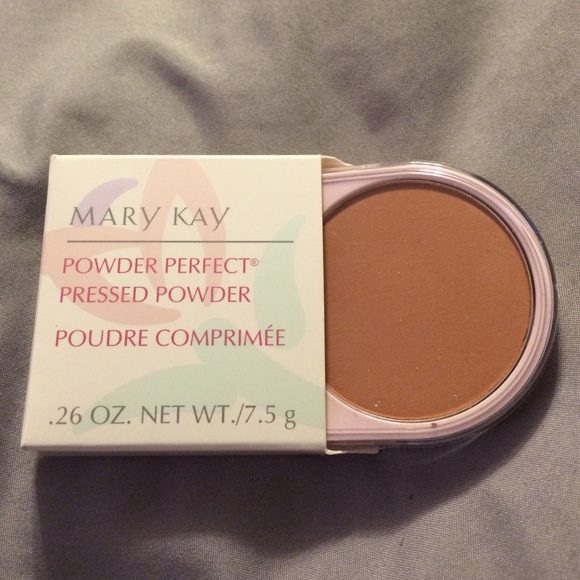 MARY KAY
POWDER PERFECT®
PRESSED POWDER
POUDRE COMPRIMÉE
.26 OZ. NET WT./7.5 g